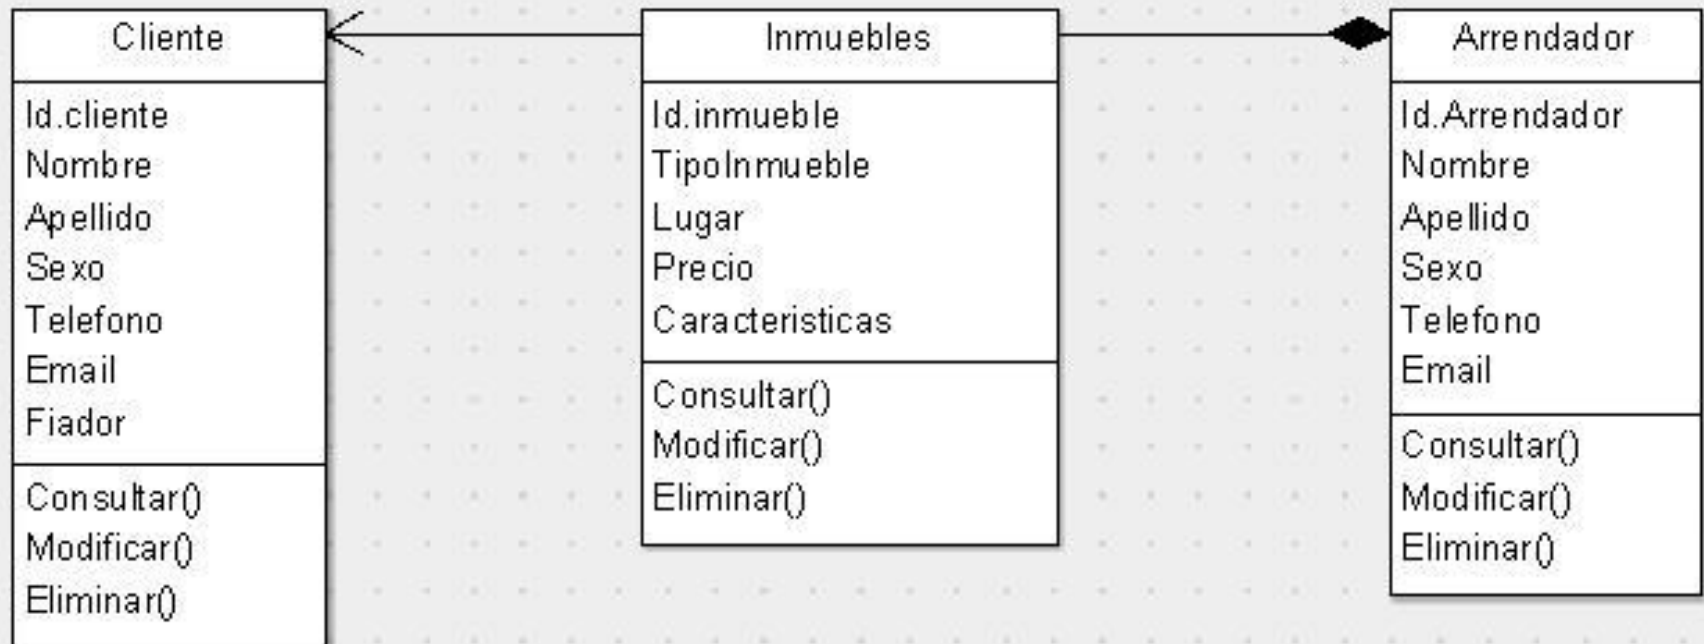 Cliente
Id.cliente
Nombre
Apellido
Sexo
Telefono
Email
Fiador
Consultar()
Modificar()
Eliminar()
Inmuebles
Id.inmueble
TipoInmueble
Lugar
Precio
Caracteristicas
Consultar()
Modificar()
Eliminar()
Arrendador
Id.Arrendador
Nombre
Apellido
Sexo
Telefono
Email
Consultar()
Modificar()
Eliminar()